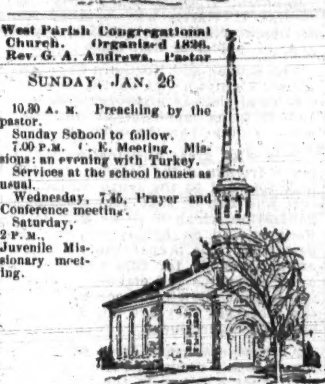 West Parish Congregational
Church. Organized 1826.
Rev. G. A. Andrews, Pastor
SUNDAY, JAN. 26
10.30 A. M. Preaching by the
pastor.
Sunday School to follow.
7.00 P.M. C. E. Meeting, Mis-
sions: an evening with Turkey.
Services at the school houses as
usual.
Wednesday, 7.45, Prayer and
Conference meeting.
Saturday,
2 P.M.,
Juvenile Mis-
sionary meet-
ing.